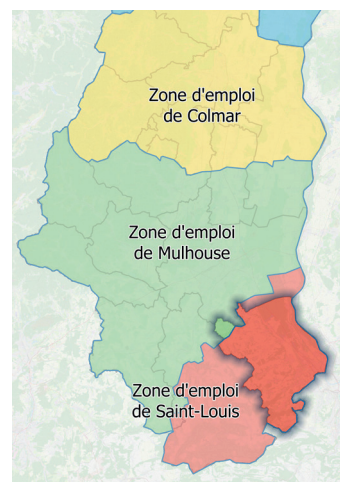 Zone d'emploi
de Colmar
Zone d'emploi
de Mulhouse
Zone d'emploi
de Saint-Louis